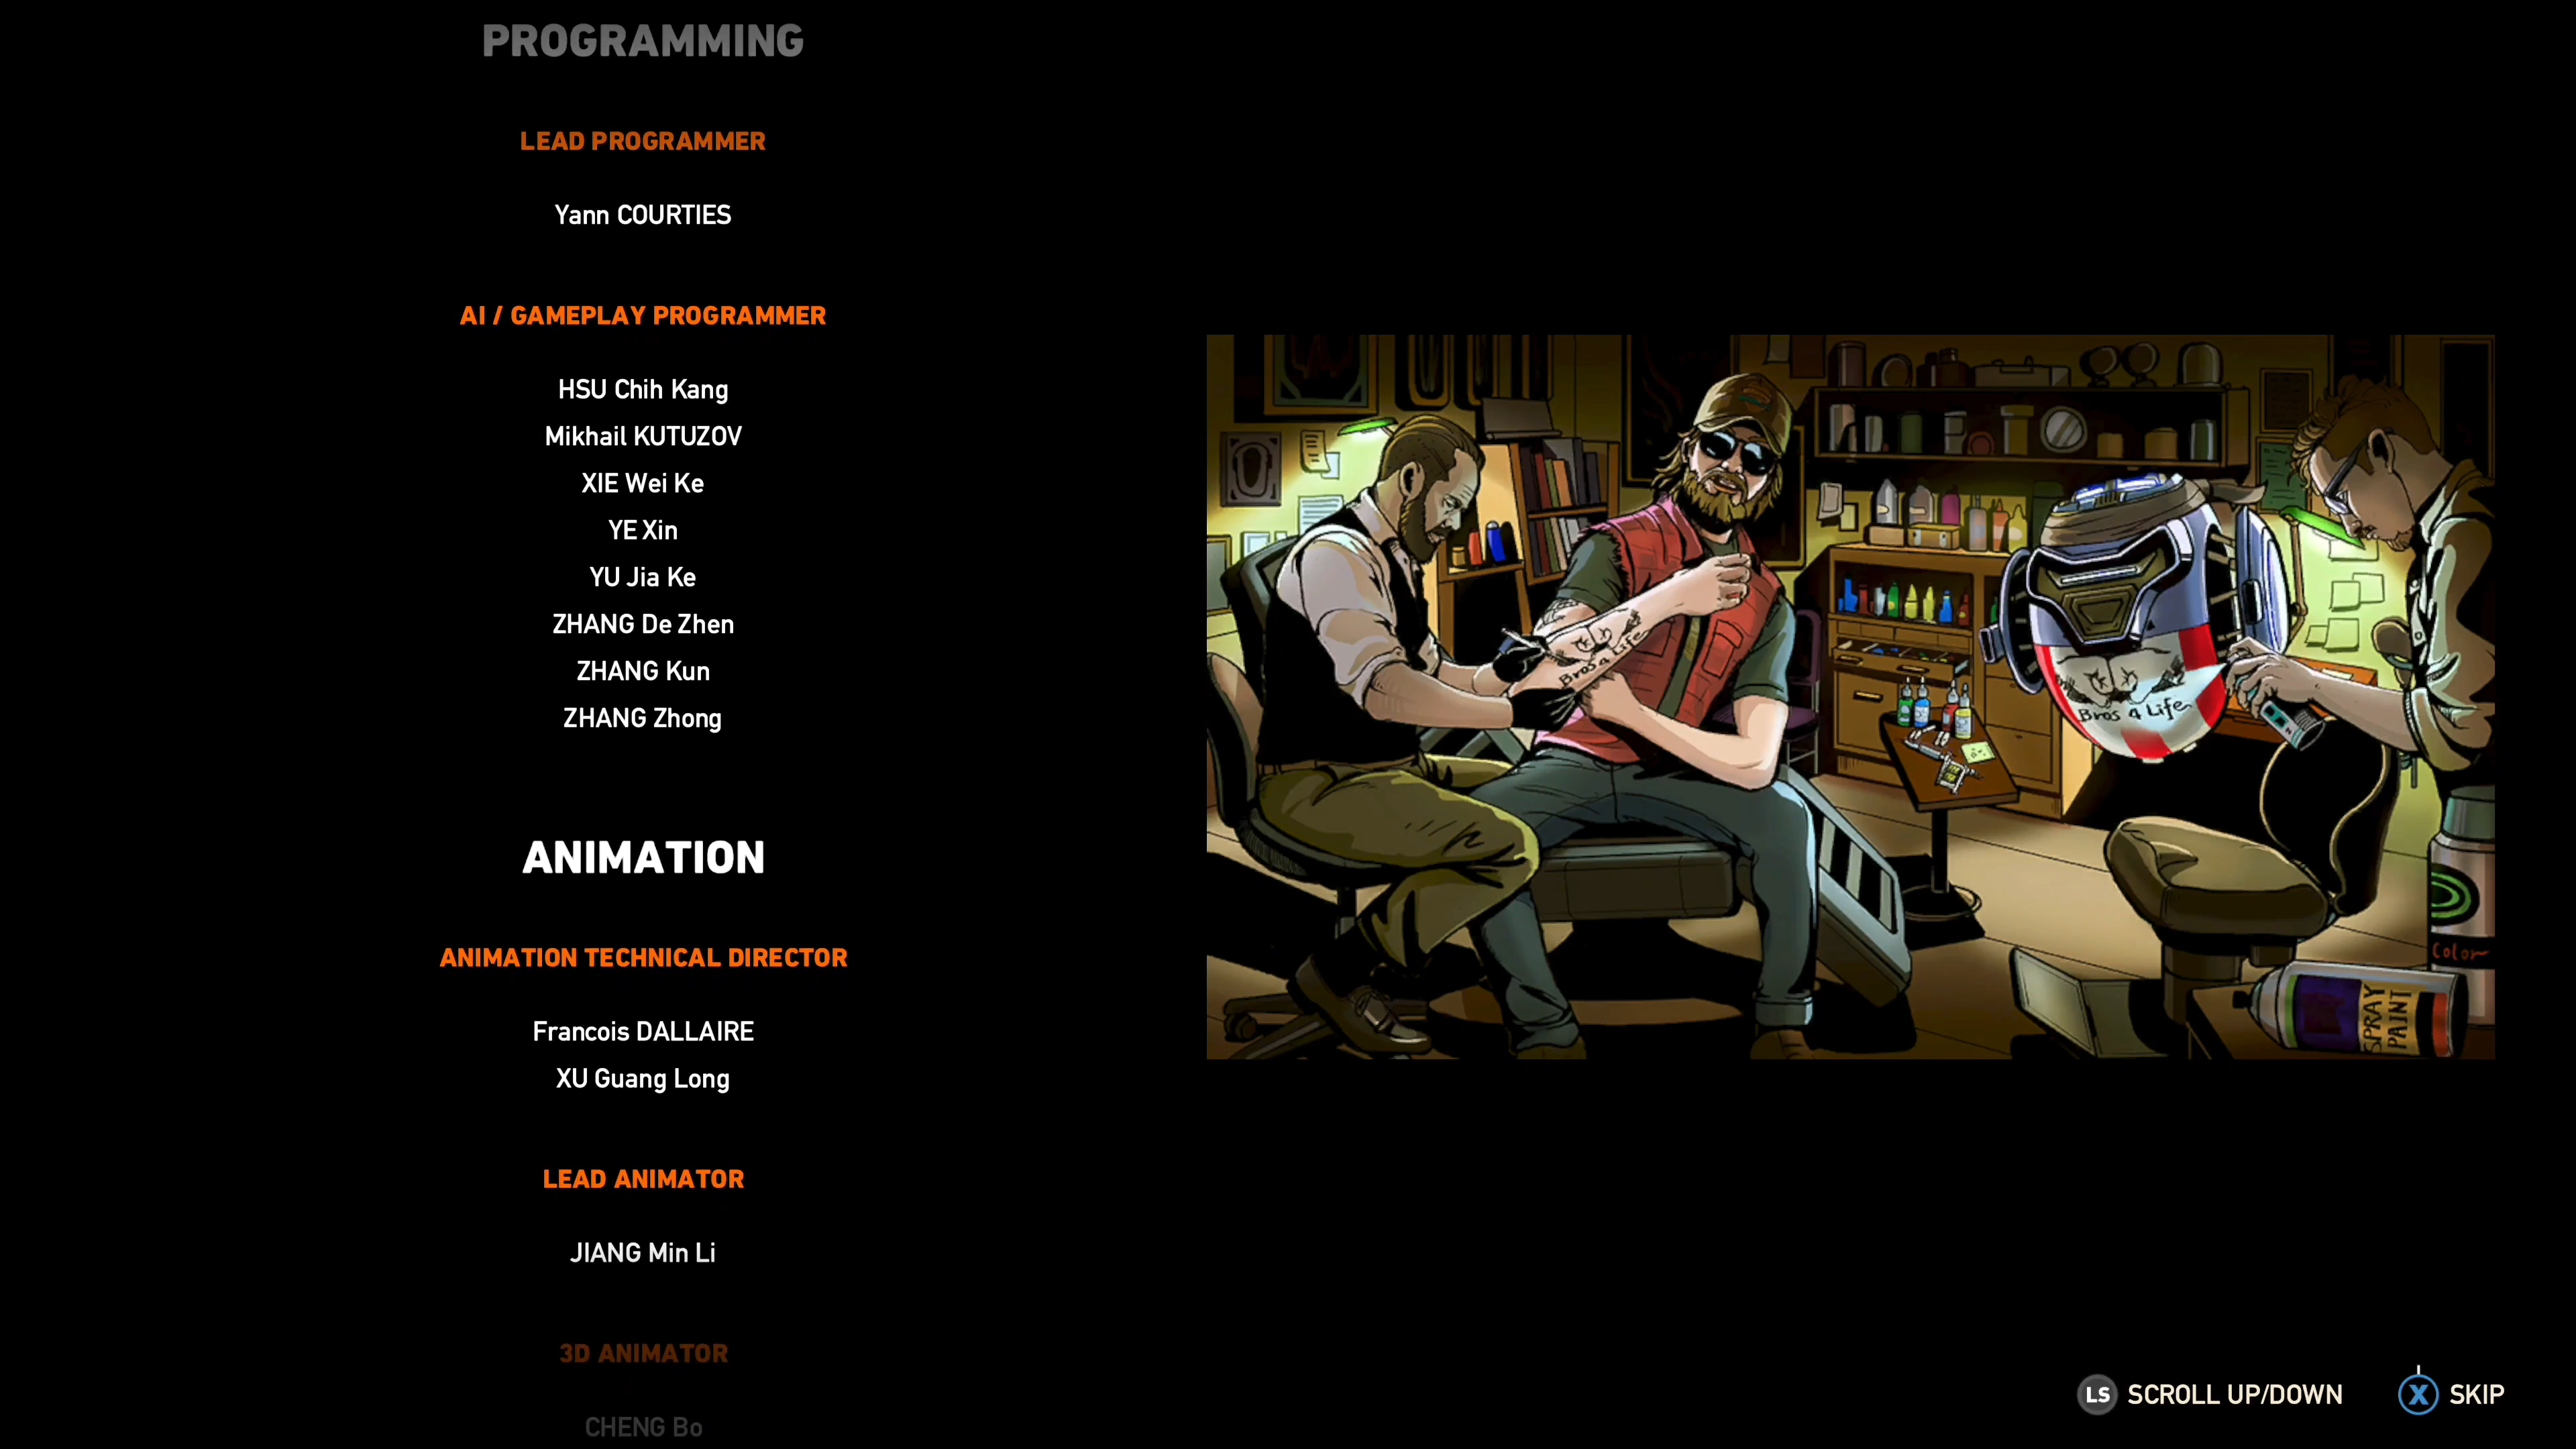 PROGRAMMING
LEAD PROGRAMMER
Yann COURTIES
AI / GAMEPLAY PROGRAMMER
HSU Chih Kang
Mikhail KUTUZOV
XIE Wei Ke
YE Xin
YU Jia Ke
ZHANG De Zhen
ZHANG Kun
ZHANG Zhong
ANIMATION
ANIMATION TECHNICAL DIRECTOR
Francois DALLAIRE
XU Guang Long
LEAD ANIMATOR
JIANG Min Li
3D ANIMATOR
CHENG Bo
Bros 4 Life
Bros 4 Life
Color
SPRAY
PAINT
LS SCROLL UP/DOWN
X SKIP